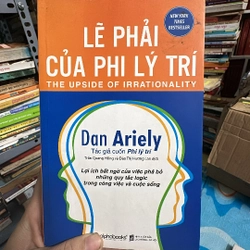 LẼ PHẢI
NEW YORK
TIMES
BESTSELLER
CỦA PHI LÝ TRÍ
THE UPSIDE OF IRRATIONALITY
Dan Ariely
Tác giả cuốn Phi lý trí
Lợi ích bất ngờ của việc phá bỏ
những quy tắc logic
trong công việc và cuộc sống
alphabooks